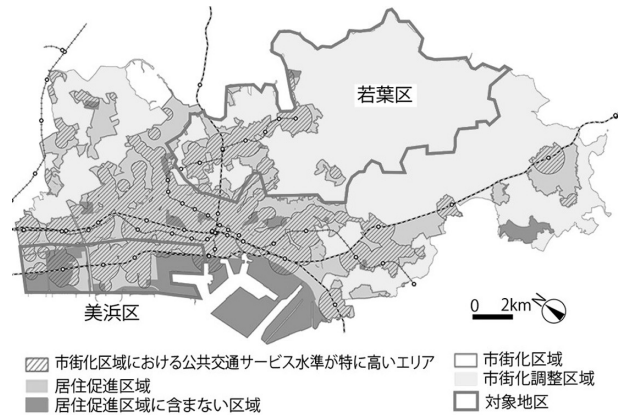 若葉区
美浜区
0 2km
N
市街化区域における公共交通サービス水準が特に高いエリア
居住促進区域
居住促進区域に含まない区域
市街化区域
市街化調整区域
対象地区